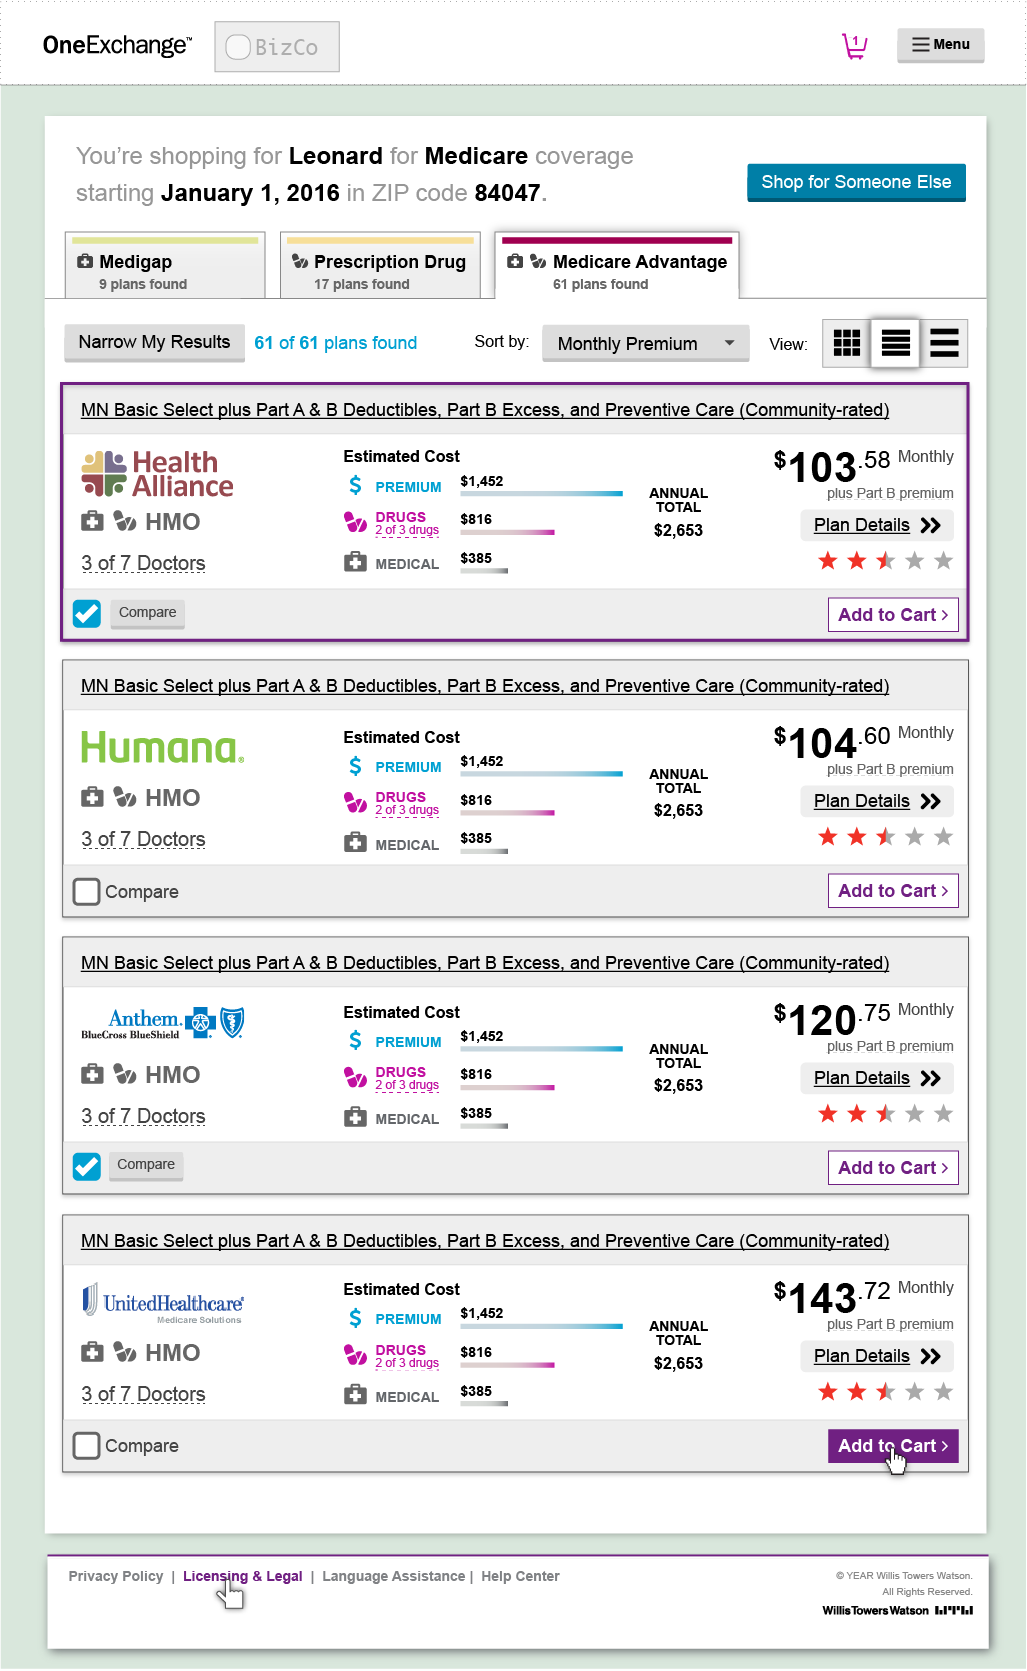 OneExchange™
BizCo
1
Menu
You're shopping for Leonard for Medicare coverage
starting January 1, 2016 in ZIP code 84047.
Shop for Someone Else
Medigap
9 plans found
Prescription Drug
17 plans found
Medicare Advantage
61 plans found
Narrow My Results
61 of 61 plans found
Sort by:
Monthly Premium
View:
MN Basic Select plus Part A & B Deductibles, Part B Excess, and Preventive Care (Community-rated)
Health
Alliance
HMO
3 of 7 Doctors
Estimated Cost
$ PREMIUM $1,452
DRUGS $816
2 of 3 drugs
MEDICAL $385
ANNUAL
TOTAL
$2,653
$103.58 Monthly
plus Part B premium
Plan Details
Compare
Add to Cart >
MN Basic Select plus Part A & B Deductibles, Part B Excess, and Preventive Care (Community-rated)
Humana®
HMO
3 of 7 Doctors
Estimated Cost
$ PREMIUM $1,452
DRUGS $816
2 of 3 drugs
MEDICAL $385
ANNUAL
TOTAL
$2,653
$104.60 Monthly
plus Part B premium
Plan Details
Compare
Add to Cart >
MN Basic Select plus Part A & B Deductibles, Part B Excess, and Preventive Care (Community-rated)
Anthem.
BlueCross BlueShield
HMO
3 of 7 Doctors
Estimated Cost
$ PREMIUM $1,452
DRUGS $816
2 of 3 drugs
MEDICAL $385
ANNUAL
TOTAL
$2,653
$120.75 Monthly
plus Part B premium
Plan Details
Compare
Add to Cart >
MN Basic Select plus Part A & B Deductibles, Part B Excess, and Preventive Care (Community-rated)
UnitedHealthcare®
Medicare Solutions
HMO
3 of 7 Doctors
Estimated Cost
$ PREMIUM $1,452
DRUGS $816
2 of 3 drugs
MEDICAL $385
ANNUAL
TOTAL
$2,653
$143.72 Monthly
plus Part B premium
Plan Details
Compare
Add to Cart >
Privacy Policy | Licensing & Legal | Language Assistance | Help Center
© YEAR Willis Towers Watson.
All Rights Reserved.
WillisTowersWatson